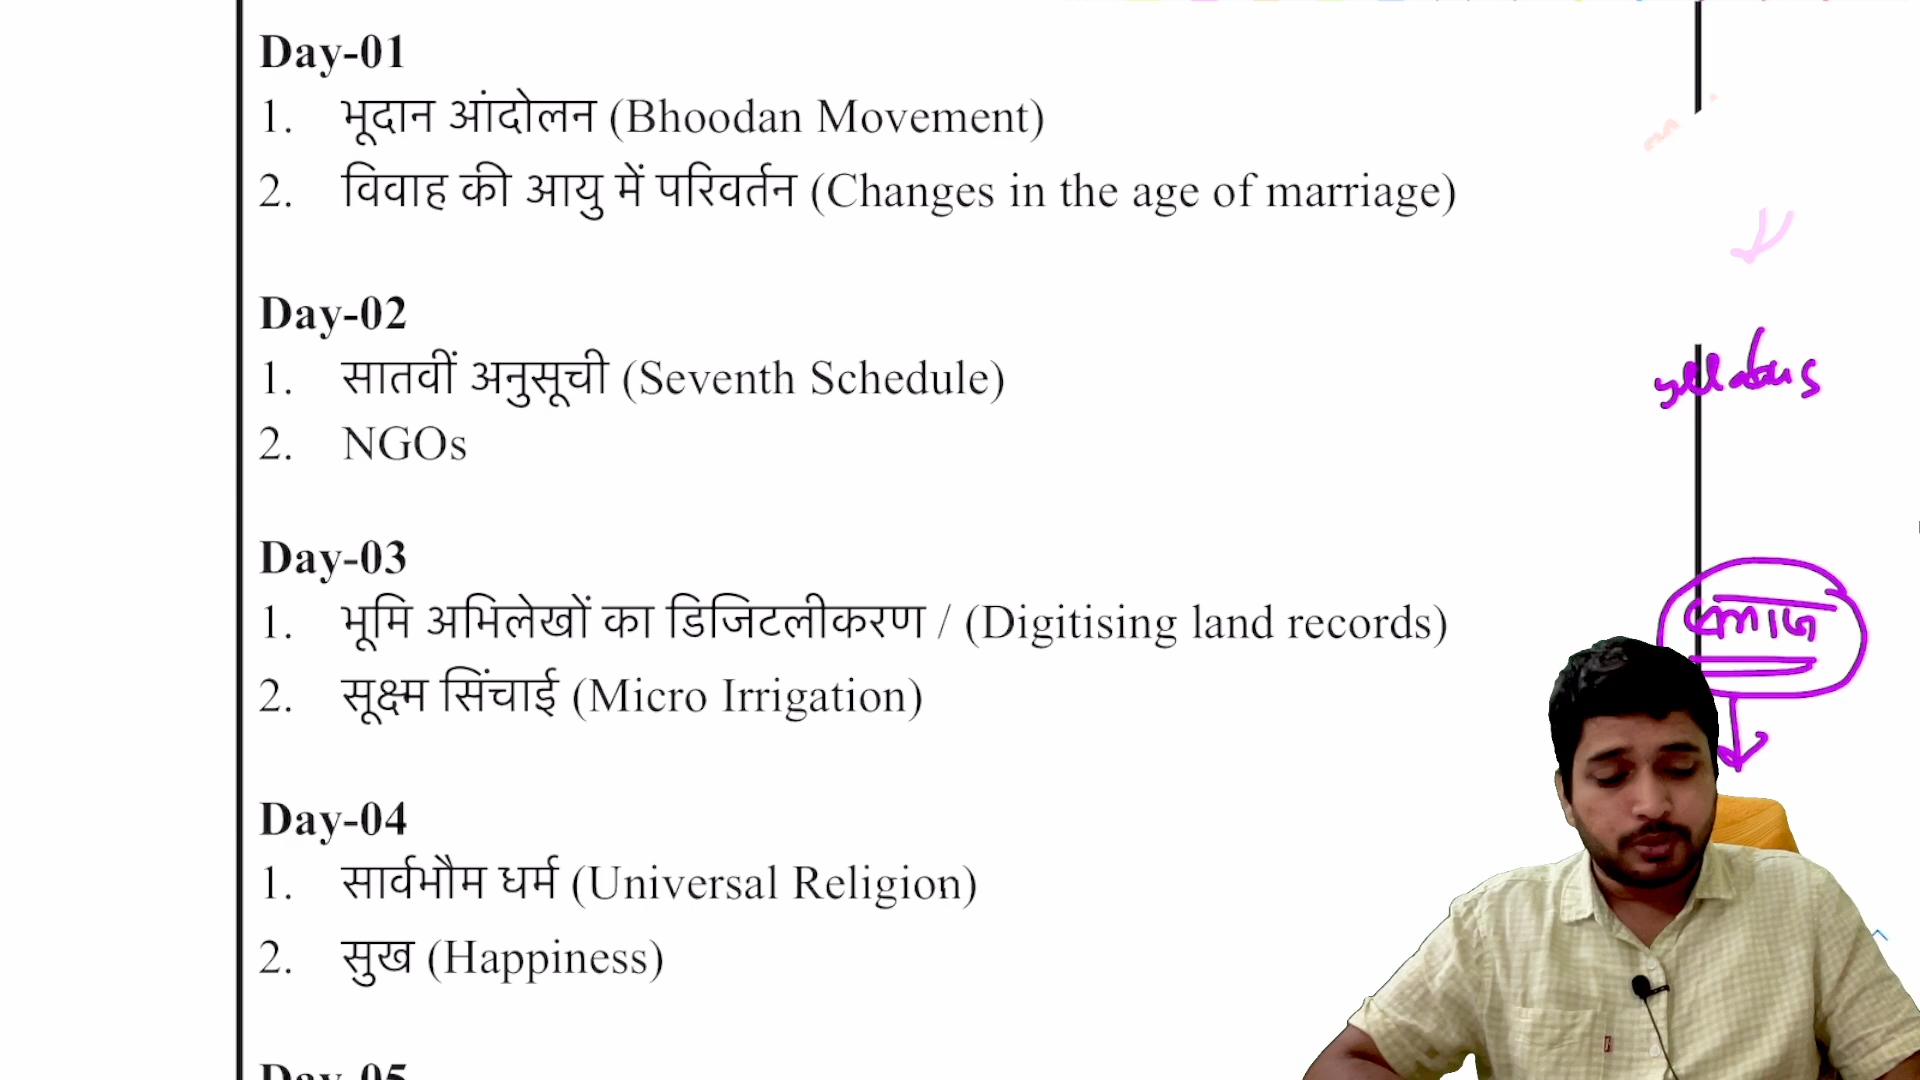 Day-01
1. भूदान आंदोलन (Bhoodan Movement)
2. विवाह की आयु में परिवर्तन (Changes in the age of marriage)
Day-02
1. सातवीं अनुसूची (Seventh Schedule)
syllabus
2. NGOs
Day-03
1. भूमि अभिलेखों का डिजिटलीकरण / (Digitising land records)
2. सूक्ष्म सिंचाई (Micro Irrigation)
Day-04
1. सार्वभौम धर्म (Universal Religion)
2. सुख (Happiness)
Day-05